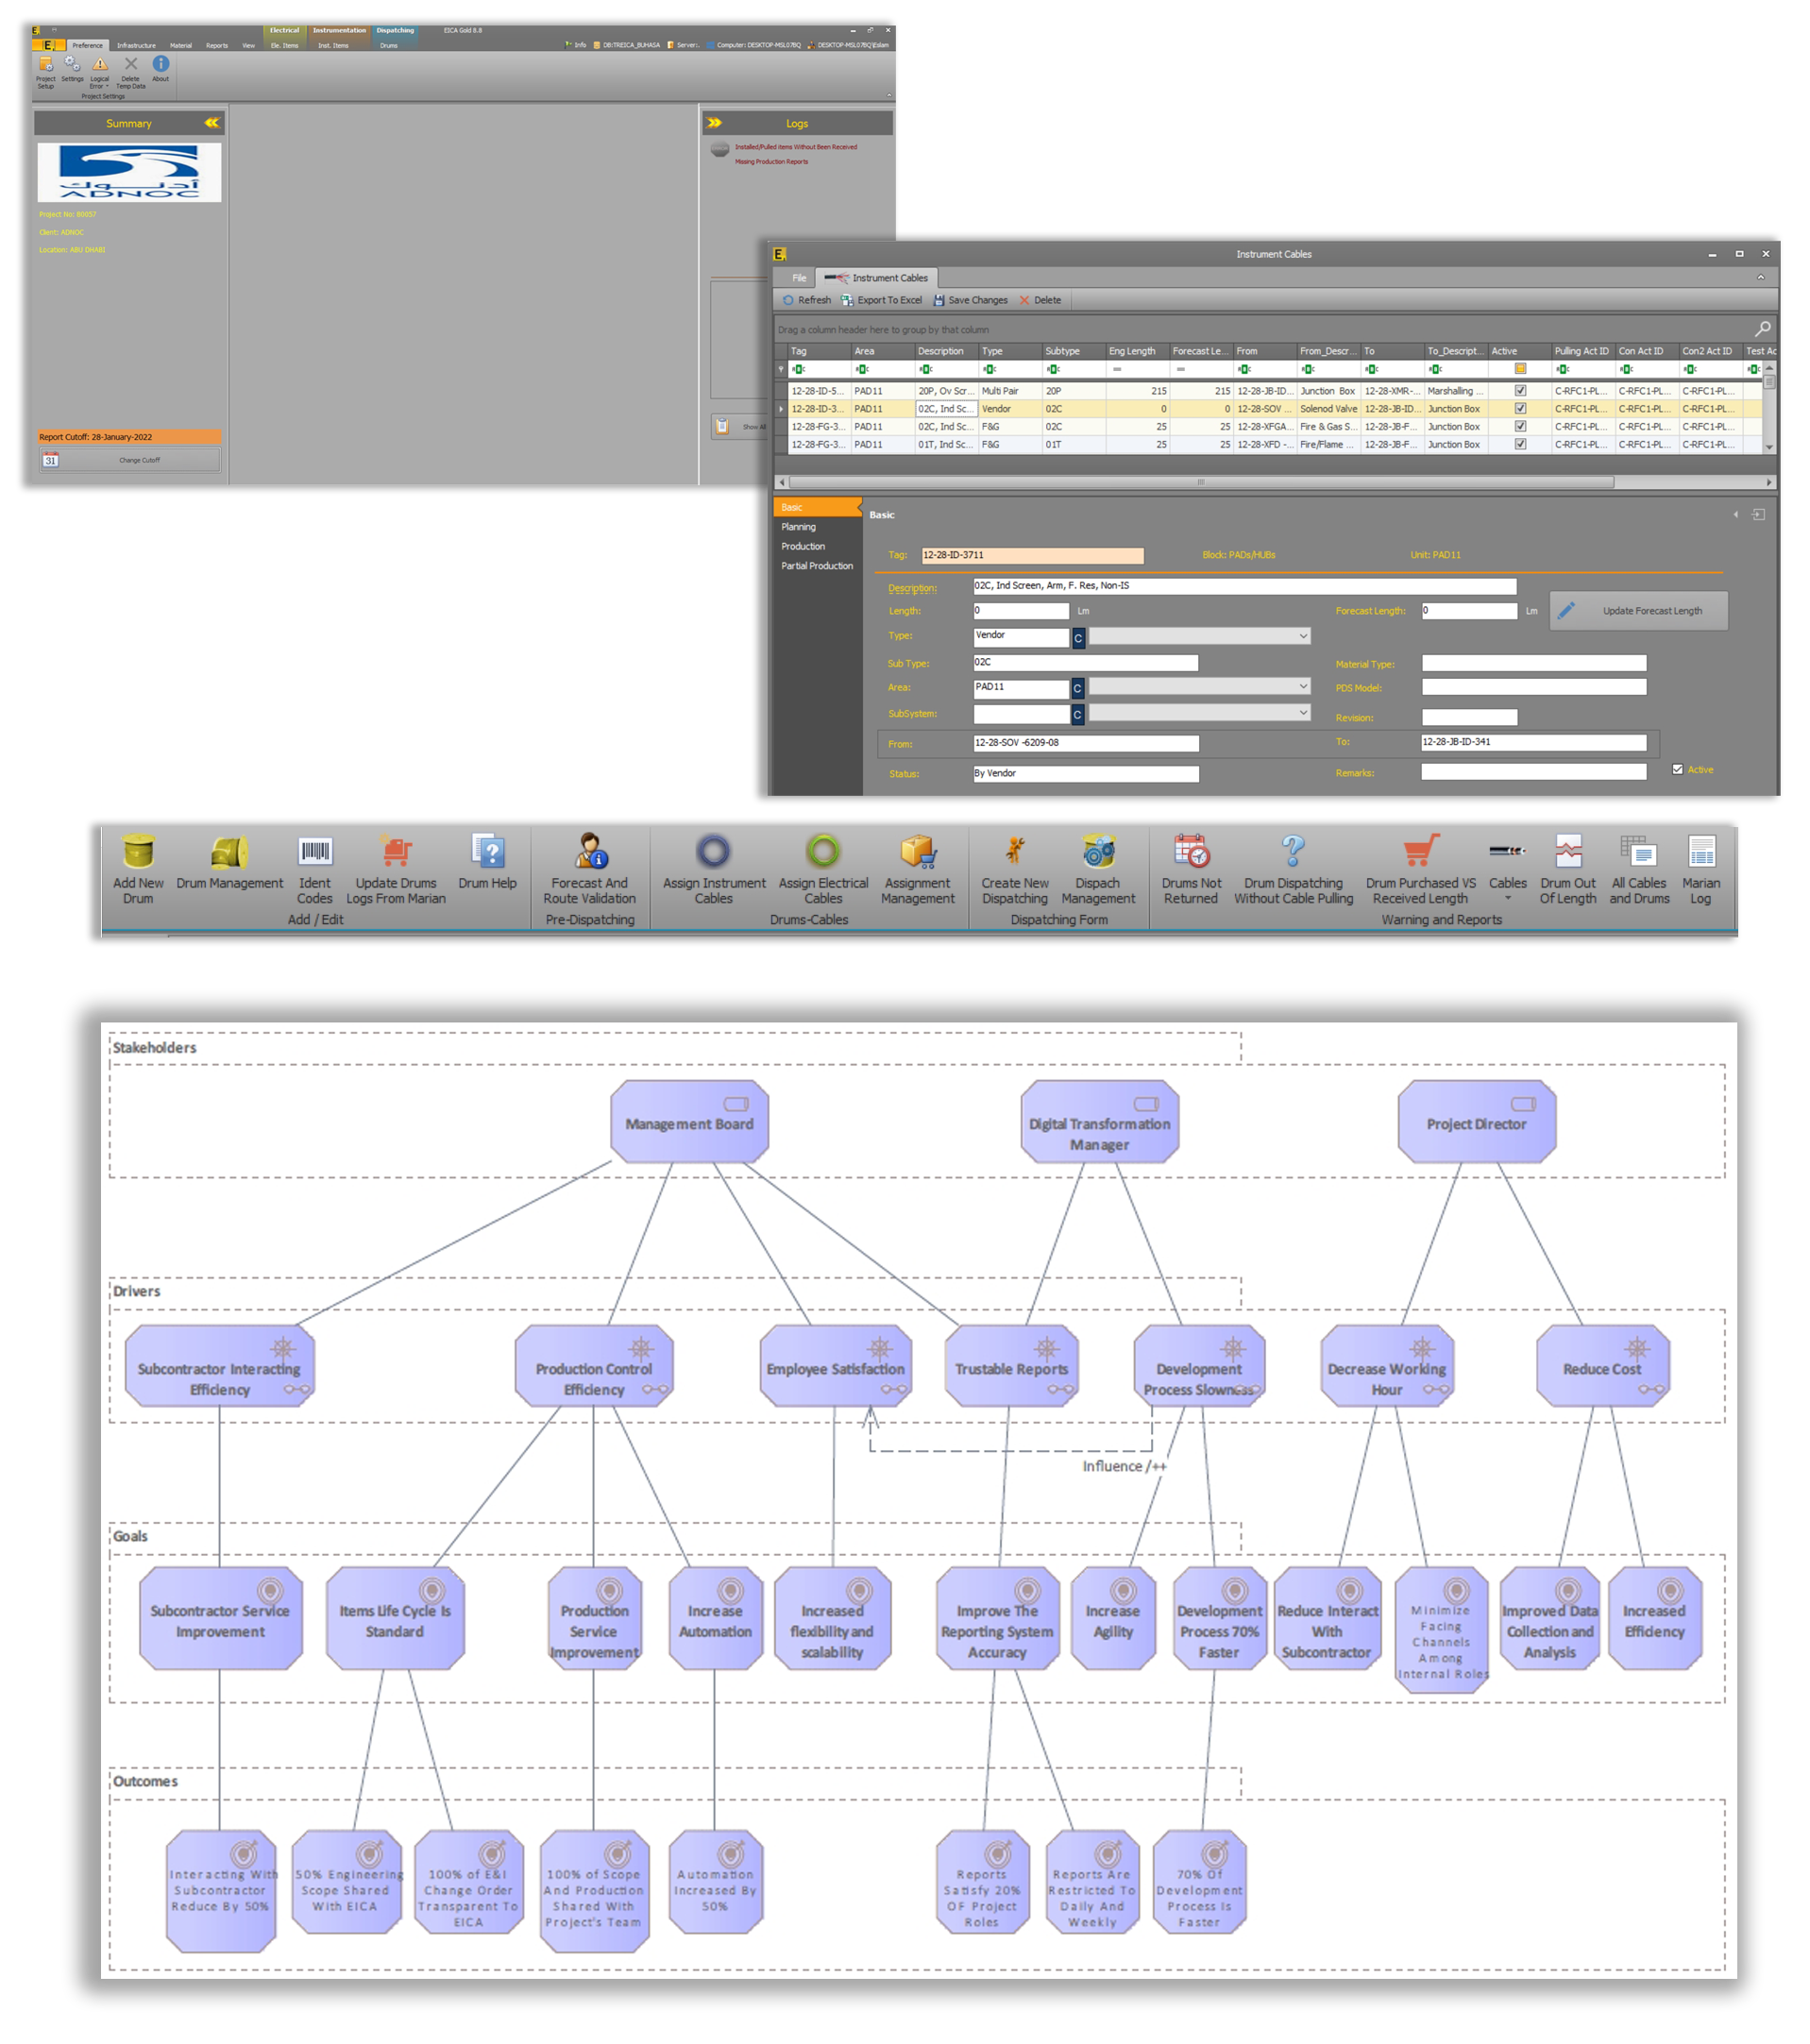 Electrical Instrumentation Dispatching EICA Gold 8.8
E, Preference Infrastructure Material Reports View Ele. Items Inst. Items Drums Info DB:TREICA_BUHASA Server:. Computer: DESKTOP-MSL07BQ DESKTOP-MSL07BQ\Eslam
Project Setup Settings Logical Error Delete Temp Data About
Project Settings
Summary
أدنوك
ADNOC
Project No: 80057
Client: ADNOC
Location: ABU DHABI
Report Cutoff: 28-January-2022
31 Change Cutoff
Logs
Installed/Pulled items Without Been Received
Missing Production Reports
Show All
E, Instrument Cables
File Instrument Cables
Refresh Export To Excel Save Changes Delete
Drag a column header here to group by that column
Tag Area Description Type Subtype Eng Length Forecast Le... From From_Descr... To To_Descript... Active Pulling Act ID Con Act ID Con2 Act ID Test Ac
12-28-ID-5... PAD11 20P, Ov Scr... Multi Pair 20P 215 215 12-28-JB-ID... Junction Box 12-28-XMR-... Marshalling ... C-RFC1-PL... C-RFC1-PL... C-RFC1-PL...
12-28-ID-3... PAD11 02C, Ind Sc... Vendor 02C 0 0 12-28-SOV ... Solenod Valve 12-28-JB-ID... Junction Box C-RFC1-PL... C-RFC1-PL... C-RFC1-PL...
12-28-FG-3... PAD11 02C, Ind Sc... F&G 02C 25 25 12-28-XFGA... Fire & Gas S... 12-28-JB-F... Junction Box C-RFC1-PL... C-RFC1-PL... C-RFC1-PL...
12-28-FG-3... PAD11 01T, Ind Sc... F&G 01T 25 25 12-28-XFD -... Fire/Flame ... 12-28-JB-F... Junction Box C-RFC1-PL... C-RFC1-PL... C-RFC1-PL...
Basic
Planning
Production
Partial Production
Basic
Tag: 12-28-ID-3711 Block: PADs/HUBs Unit: PAD11
Description: 02C, Ind Screen, Arm, F. Res, Non-IS
Length: 0 Lm Forecast Length: 0 Lm Update Forecast Length
Type: Vendor C
Sub Type: 02C Material Type:
Area: PAD11 C PDS Model:
SubSystem: C Revision:
From: 12-28-SOV -6209-08 To: 12-28-JB-ID-341
Status: By Vendor Remarks: Active
Add New Drum
Drum Management
Ident Codes
Update Drums Logs From Marian
Drum Help
Add / Edit
Forecast And Route Validation
Pre-Dispatching
Assign Instrument Cables
Assign Electrical Cables
Assignment Management
Drums-Cables
Create New Dispatching
Dispach Management
Dispatching Form
Drums Not Returned
Drum Dispatching Without Cable Pulling
Drum Purchased VS Received Length
Cables
Drum Out Of Length
All Cables and Drums
Marian Log
Warning and Reports
Stakeholders
Management Board
Digital Transformation
Manager
Project Director
Drivers
Subcontractor Interacting
Efficiency
Production Control
Efficiency
Employee Satisfaction
Trustable Reports
Development
Process Slowness
Decrease Working
Hour
Reduce Cost
Influence /++
Goals
Subcontractor Service
Improvement
Items Life Cycle Is
Standard
Production
Service
Improvement
Increase
Automation
Increased
flexibility and
scalability
Improve The
Reporting System
Accuracy
Increase
Agility
Development
Process 70%
Faster
Reduce Interact
With
Subcontractor
Minimize
Facing
Channels
Among
Internal Roles
Improved Data
Collection and
Analysis
Increased
Efficiency
Outcomes
Interacting With
Subcontractor
Reduce By 50%
50% Engineering
Scope Shared
With EICA
100% of E&I
Change Order
Transparent To
EICA
100% of Scope
And Production
Shared With
Project's Team
Automation
Increased By
50%
Reports
Satisfy 20%
OF Project
Roles
Reports Are
Restricted To
Daily And
Weekly
70% Of
Development
Process Is
Faster